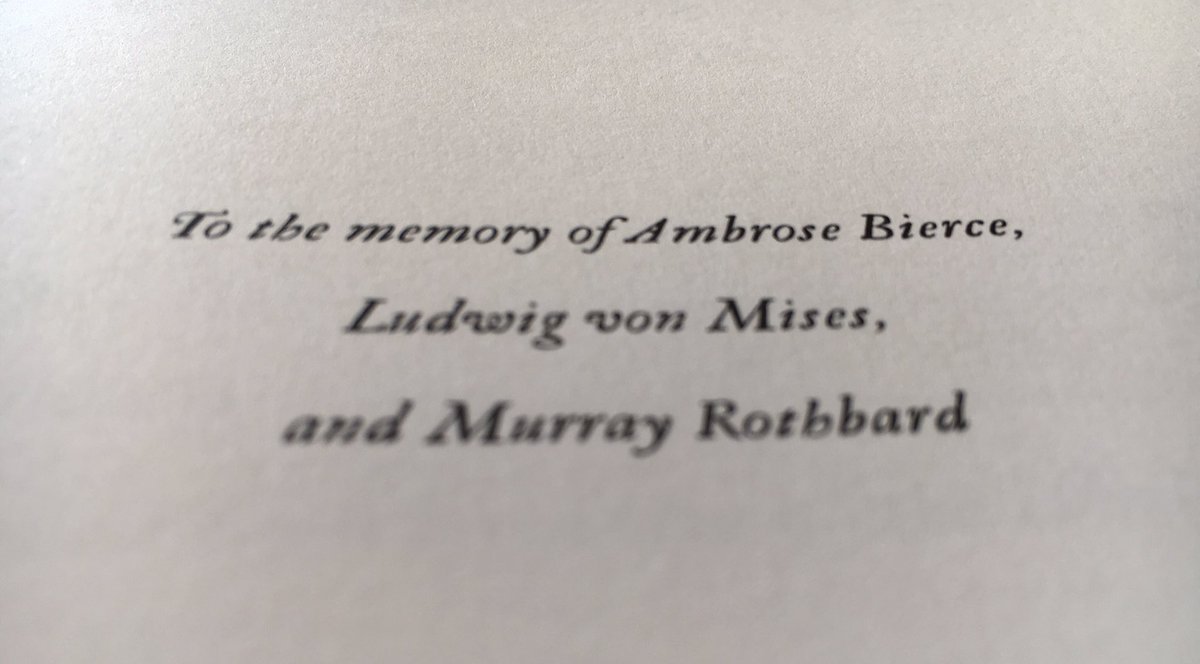 To the memory of Ambrose Bierce,
Ludwig von Mises,
and Murray Rothbard